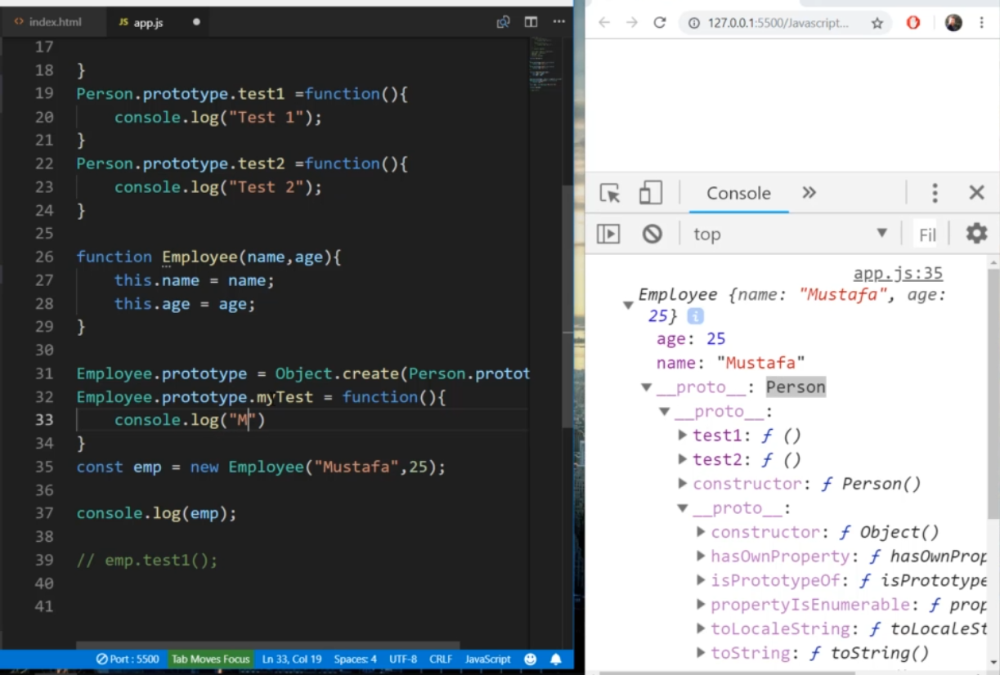 index.html
JS app.js
17
18 }
19 Person.prototype.test1 =function(){
20 console.log("Test 1");
21 }
22 Person.prototype.test2 =function(){
23 console.log("Test 2");
24 }
25
26 function Employee(name,age){
27 this.name = name;
28 this.age = age;
29 }
30
31 Employee.prototype = Object.create(Person.protot
32 Employee.prototype.myTest = function(){
33 console.log("M")
34 }
35 const emp = new Employee("Mustafa",25);
36
37 console.log(emp);
38
39 // emp.test1();
40
41
Port : 5500 Tab Moves Focus Ln 33, Col 19 Spaces: 4 UTF-8 CRLF JavaScript
127.0.0.1:5500/Javascript...
Console
top Fil
app.js:35
Employee {name: "Mustafa", age:
25} i
age: 25
name: "Mustafa"
__proto__: Person
__proto__:
test1: ƒ ()
test2: ƒ ()
constructor: ƒ Person()
__proto__:
constructor: ƒ Object()
hasOwnProperty: ƒ hasOwnProp
isPrototypeOf: ƒ isPrototype
propertyIsEnumerable: ƒ prop
toLocaleString: ƒ toLocaleSt
toString: ƒ toString()